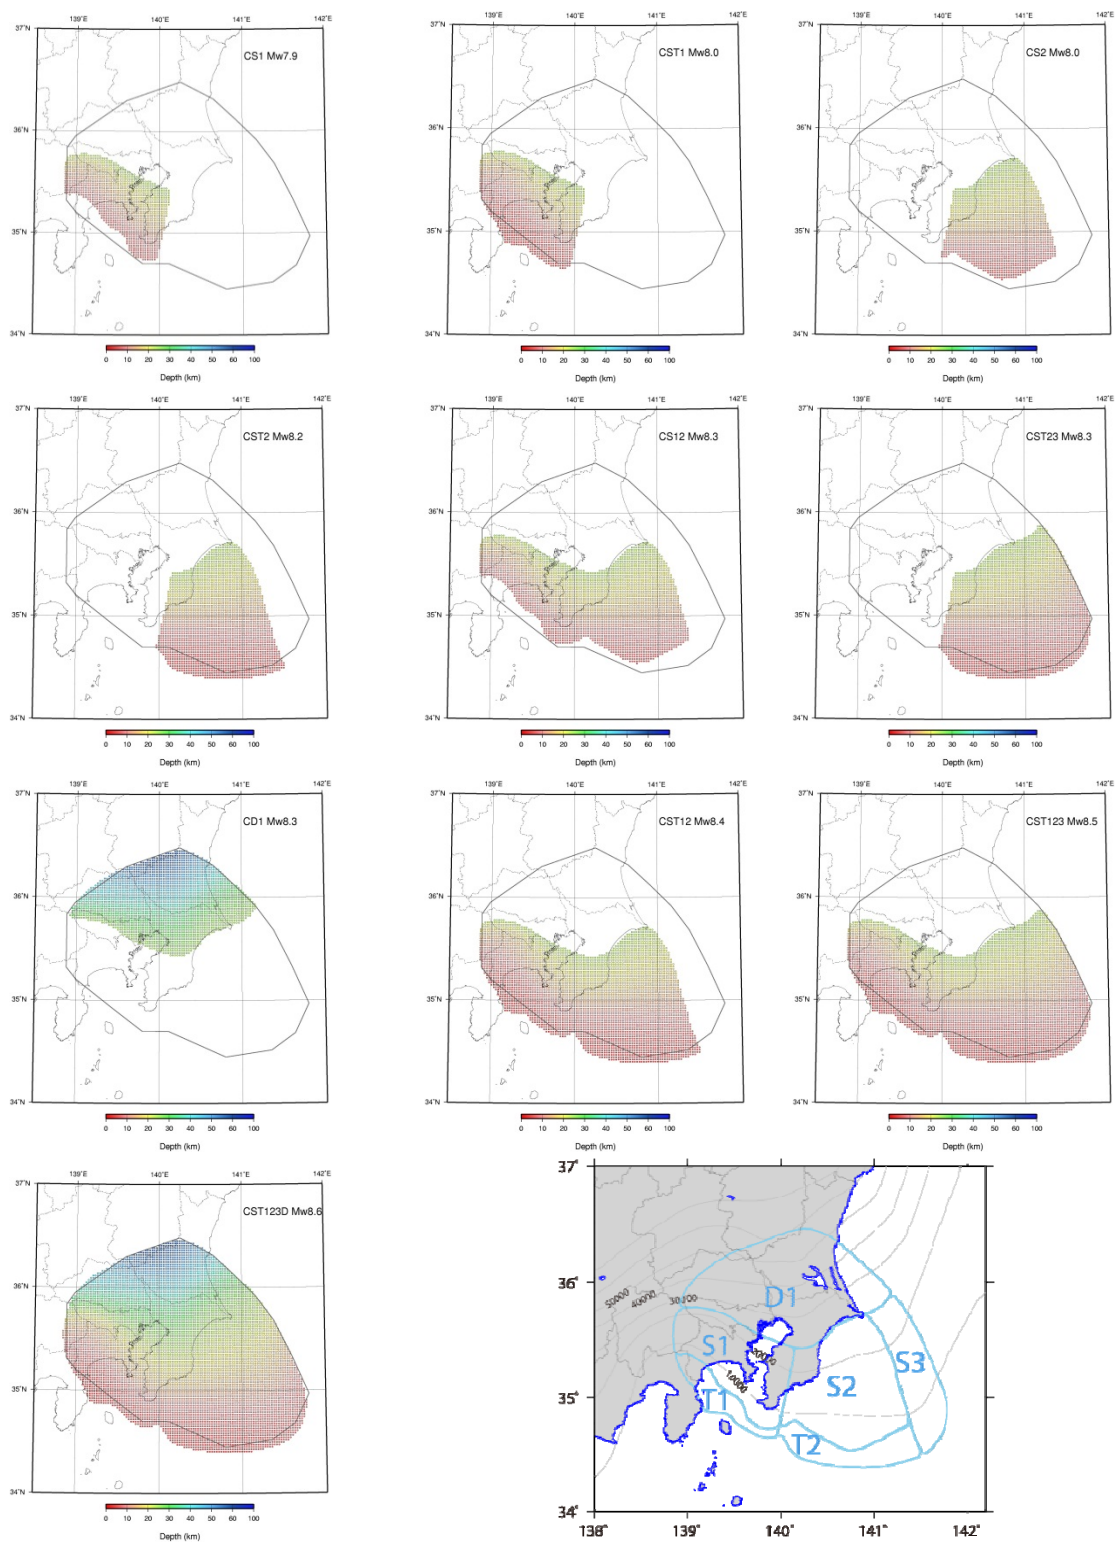 139˚E 140˚E 141˚E 142˚E
37˚N
CS1 Mw7.9
36˚N
35˚N
34˚N
0 10 20 30 40 50 60 100
Depth (km)
139˚E 140˚E 141˚E 142˚E
37˚N
CST1 Mw8.0
36˚N
35˚N
34˚N
0 10 20 30 40 50 60 100
Depth (km)
139˚E 140˚E 141˚E 142˚E
37˚N
CS2 Mw8.0
36˚N
35˚N
34˚N
0 10 20 30 40 50 60 100
Depth (km)
139˚E 140˚E 141˚E 142˚E
37˚N
CST2 Mw8.2
36˚N
35˚N
34˚N
0 10 20 30 40 50 60 100
Depth (km)
139˚E 140˚E 141˚E 142˚E
37˚N
CS12 Mw8.3
36˚N
35˚N
34˚N
0 10 20 30 40 50 60 100
Depth (km)
139˚E 140˚E 141˚E 142˚E
37˚N
CST23 Mw8.3
36˚N
35˚N
34˚N
0 10 20 30 40 50 60 100
Depth (km)
139˚E 140˚E 141˚E 142˚E
37˚N
CD1 Mw8.3
36˚N
35˚N
34˚N
0 10 20 30 40 50 60 100
Depth (km)
139˚E 140˚E 141˚E 142˚E
37˚N
CST12 Mw8.4
36˚N
35˚N
34˚N
0 10 20 30 40 50 60 100
Depth (km)
139˚E 140˚E 141˚E 142˚E
37˚N
CST123 Mw8.5
36˚N
35˚N
34˚N
0 10 20 30 40 50 60 100
Depth (km)
139˚E 140˚E 141˚E 142˚E
37˚N
CST123D Mw8.6
36˚N
35˚N
34˚N
0 10 20 30 40 50 60 100
Depth (km)
37˚
36˚
50000 40000 30000
D1
S1
20000
S3
10000
S2
35˚
T1
T2
34˚
138˚ 139˚ 140˚ 141˚ 142˚